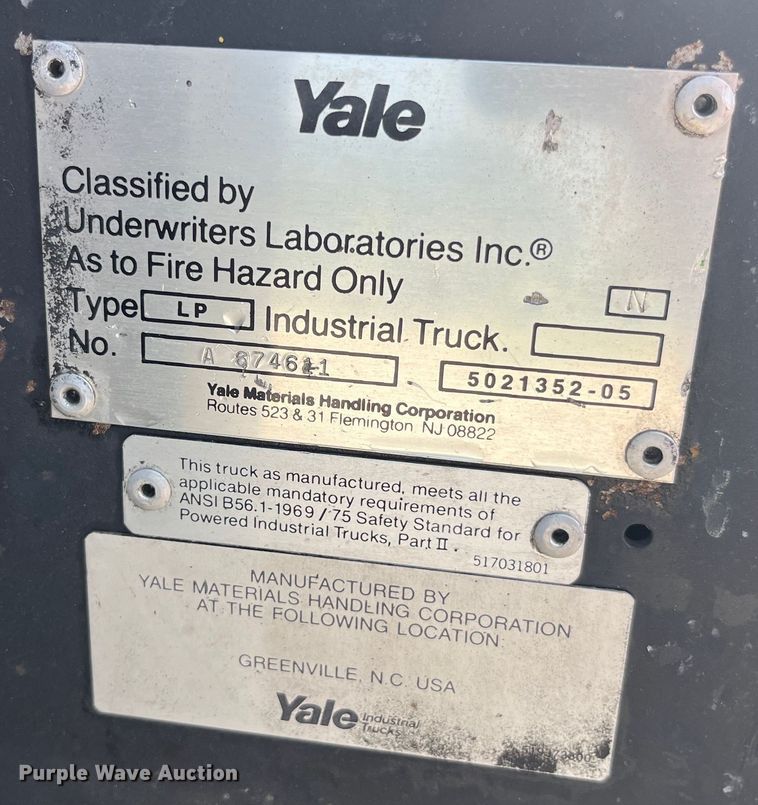 Yale
Classified by
Underwriters Laboratories Inc.®
As to Fire Hazard Only
N
Type LP Industrial Truck.
No. A 5021352-05
Yale Materials Handling Corporation
Routes 523 & 31 Flemington NJ 08822
This truck as manufactured, meets all the
applicable mandatory requirements of
ANSI B56.1-1969 / 75 Safety Standard for
Powered Industrial Trucks, Part II.
517031801
MANUFACTURED BY
YALE MATERIALS HANDLING CORPORATION
AT THE FOLLOWING LOCATION:
GREENVILLE, N.C. USA
Yale Industrial
Trucks
Purple Wave Auction